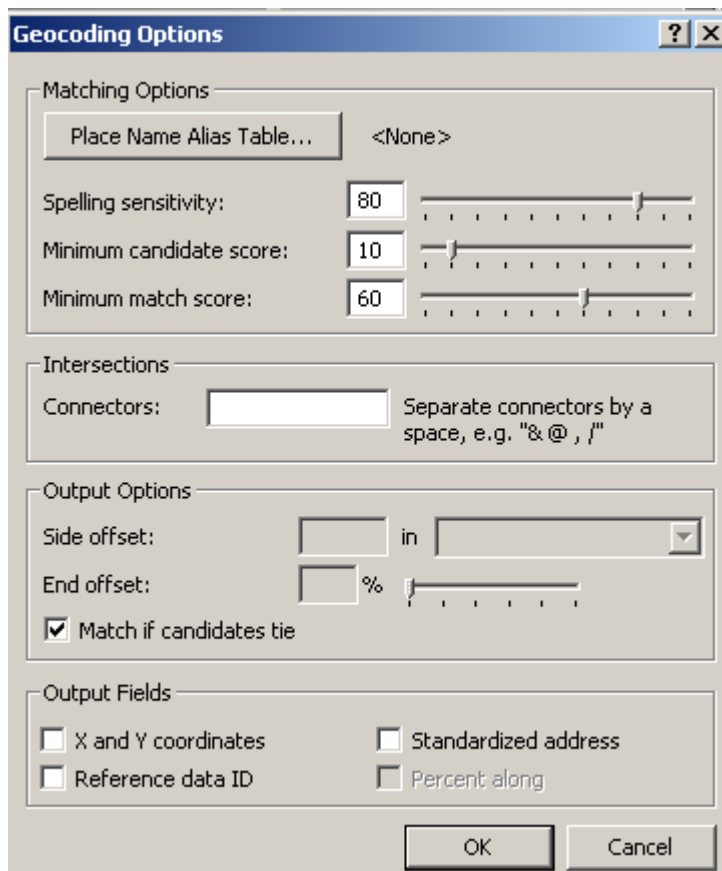 Geocoding Options
Matching Options
Place Name Alias Table... <None>
Spelling sensitivity: 80
Minimum candidate score: 10
Minimum match score: 60
Intersections
Connectors: Separate connectors by a
space, e.g. "& @ , /"
Output Options
Side offset: in
End offset: %
Match if candidates tie
Output Fields
X and Y coordinates Standardized address
Reference data ID Percent along
OK Cancel